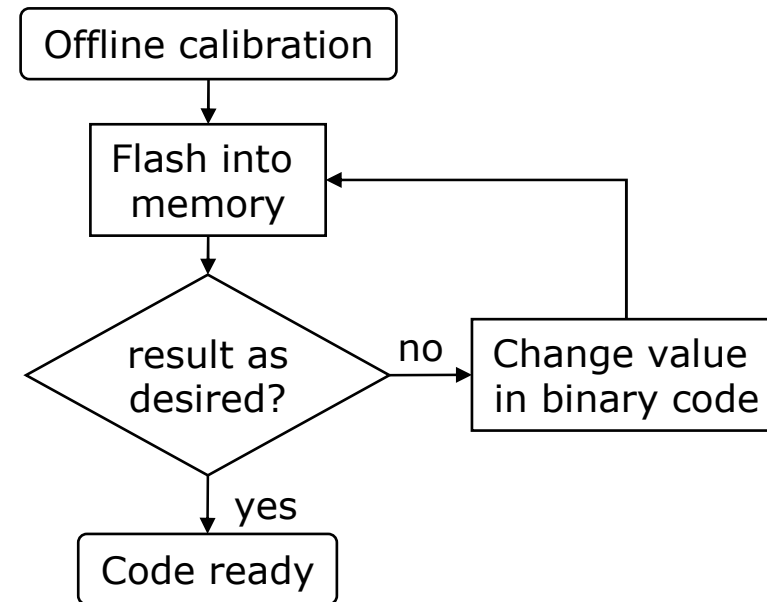 Offline calibration
Flash into
memory
result as
desired?
no
Change value
in binary code
yes
Code ready